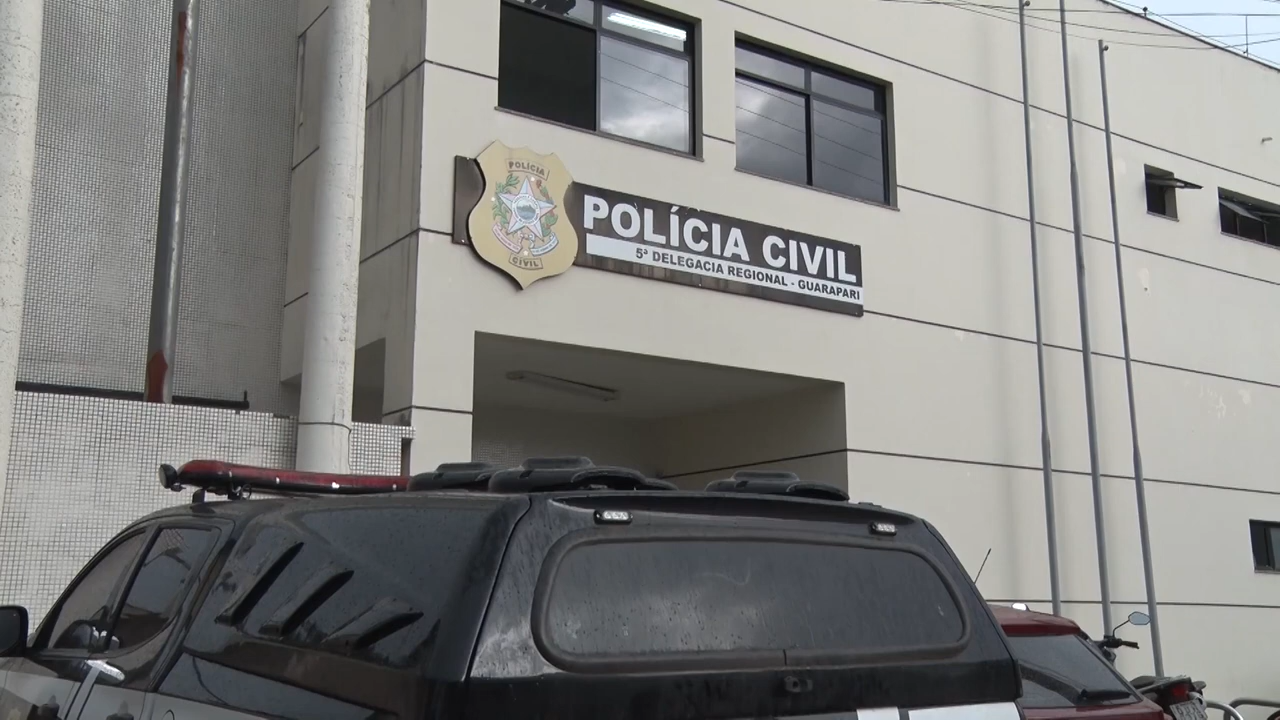 POLÍCIA
CIVIL
POLÍCIA CIVIL
5ª DELEGACIA REGIONAL - GUARAPARI